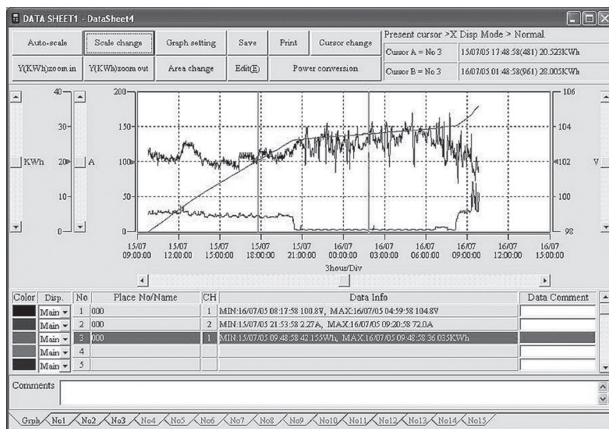 DATA SHEET1 - DataSheet4
Auto-scale Scale change Graph setting Save Print Cursor change
Present cursor >X Disp Mode > Normal
Cursor A = No 3 15/07/05 17:48:58(481) 20.523KWh
Y(KWh)zoom in Y(KWh)zoom out Area change Edit(E) Power conversion
Cursor B = No 3 16/07/05 01:48:58(961) 28.005KWh
40 200 106
30 150 104
KWh 20 A 100 102 V
10 50 100
0 0 98
15/07 15/07 15/07 15/07 15/07 16/07 16/07 16/07 16/07 16/07 16/07
09:00:00 12:00:00 15:00:00 18:00:00 21:00:00 00:00:00 03:00:00 06:00:00 09:00:00 12:00:00 15:00:00
3hour/Div
Color Disp. No Place No/Name CH Data Info Data Comment
Main 1 000 1 MIN:16/07/05 08:17:58 100.8V, MAX:16/07/05 04:59:58 104.8V
Main 2 000 2 MIN:15/07/05 21:53:58 2.27A, MAX:16/07/05 09:20:58 72.0A
Main 3 000 1 MIN:15/07/05 09:48:58 42.155Wh, MAX:16/07/05 09:48:58 36.035KWh
Main 4
Main 5
Comments
Grph No1 No2 No3 No4 No5 No6 No7 No8 No9 No10 No11 No12 No13 No14 No15